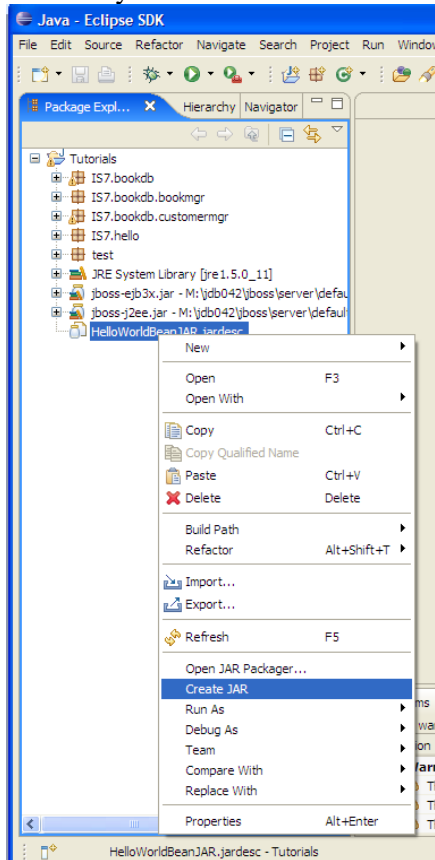 Java - Eclipse SDK
File Edit Source Refactor Navigate Search Project Run Window
Package Expl... Hierarchy Navigator
Tutorials
IS7.bookdb
IS7.bookdb.bookmgr
IS7.bookdb.customermgr
IS7.hello
test
JRE System Library [jre1.5.0_11]
jboss-ejb3x.jar - M:\jdb042\jboss\server\defau
jboss-j2ee.jar - M:\jdb042\jboss\server\default
HelloWorldBeanJAR.jardesc
New
Open F3
Open With
Copy Ctrl+C
Copy Qualified Name
Paste Ctrl+V
Delete Delete
Build Path
Refactor Alt+Shift+T
Import...
Export...
Refresh F5
Open JAR Packager...
Create JAR
Run As
Debug As
Team
Compare With
Replace With
Properties Alt+Enter
HelloWorldBeanJAR.jardesc - Tutorials